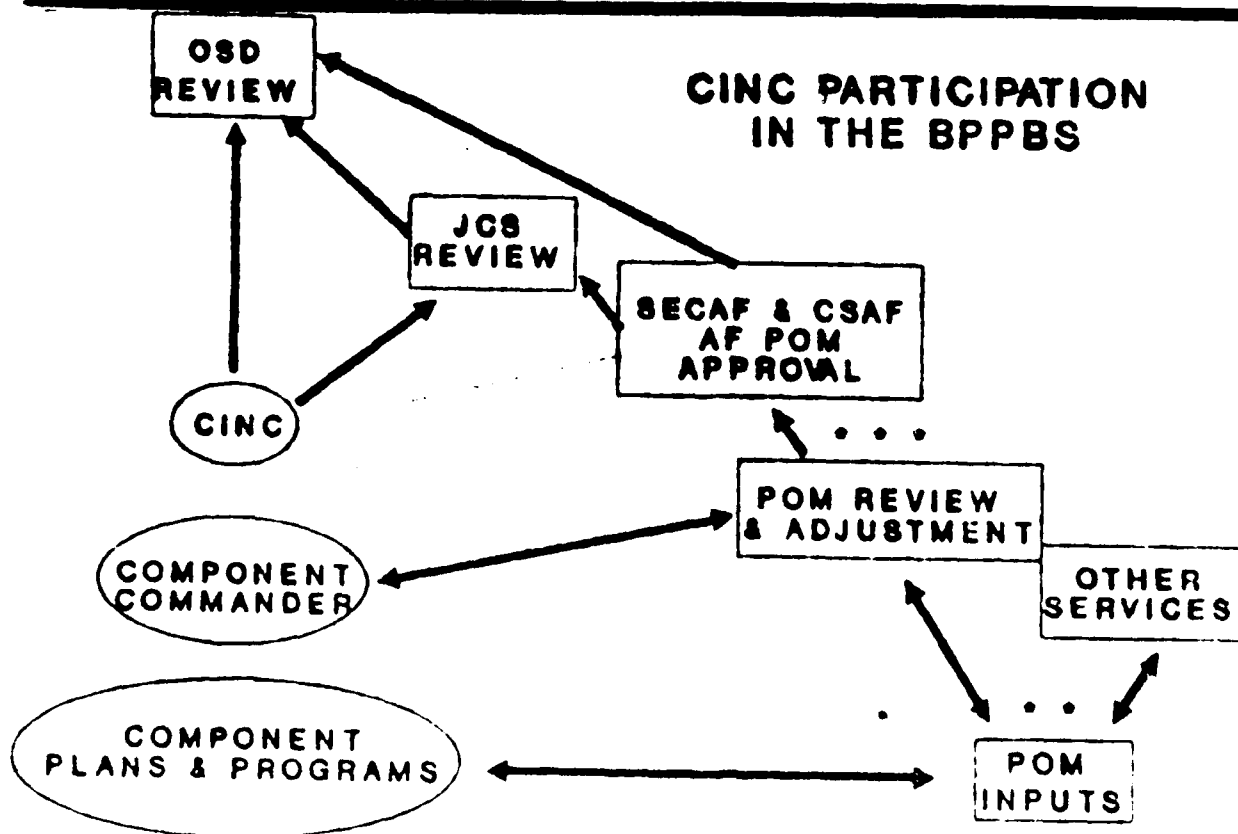 OSD
REVIEW
CINC PARTICIPATION
IN THE BPPBS
JCS
REVIEW
SECAF & CSAF
AF POM
APPROVAL
CINC
POM REVIEW
& ADJUSTMENT
COMPONENT
COMMANDER
OTHER
SERVICES
COMPONENT
PLANS & PROGRAMS
POM
INPUTS